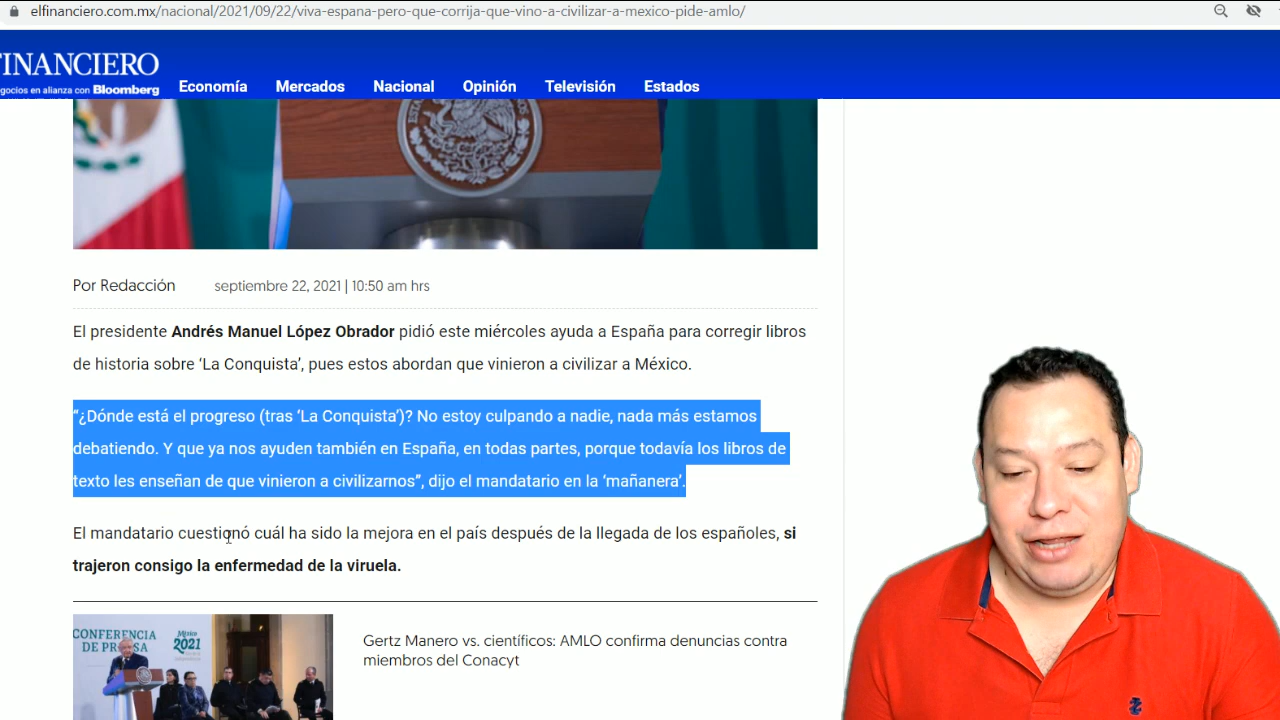 elfinanciero.com.mx/nacional/2021/09/22/viva-espana-pero-que-corrija-que-vino-a-civilizar-a-mexico-pide-amlo/
FINANCIERO
egocios en alianza con Bloomberg
Economía Mercados Nacional Opinión Televisión Estados
Por Redacción septiembre 22, 2021 | 10:50 am hrs
El presidente Andrés Manuel López Obrador pidió este miércoles ayuda a España para corregir libros
de historia sobre ‘La Conquista’, pues estos abordan que vinieron a civilizar a México.
“¿Dónde está el progreso (tras ‘La Conquista’)? No estoy culpando a nadie, nada más estamos
debatiendo. Y que ya nos ayuden también en España, en todas partes, porque todavía los libros de
texto les enseñan de que vinieron a civilizarnos”, dijo el mandatario en la ‘mañanera’.
El mandatario cuestionó cuál ha sido la mejora en el país después de la llegada de los españoles, si
trajeron consigo la enfermedad de la viruela.
CONFERENCIA
DE PRENSA
México
2021
Gertz Manero vs. científicos: AMLO confirma denuncias contra
miembros del Conacyt